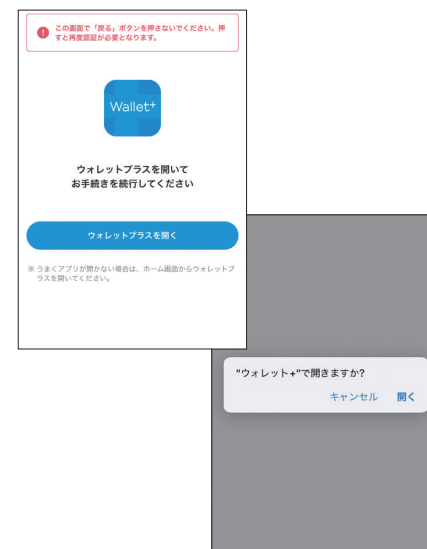 この画面で「戻る」ボタンを押さないでください。押
すと再度認証が必要となります。
Wallet+
ウォレットプラスを開いて
お手続きを続行してください
ウォレットプラスを開く
※ うまくアプリが開かない場合は、ホーム画面からウォレットプ
ラスを開いてください。
"ウォレット+"で開きますか?
キャンセル 開く